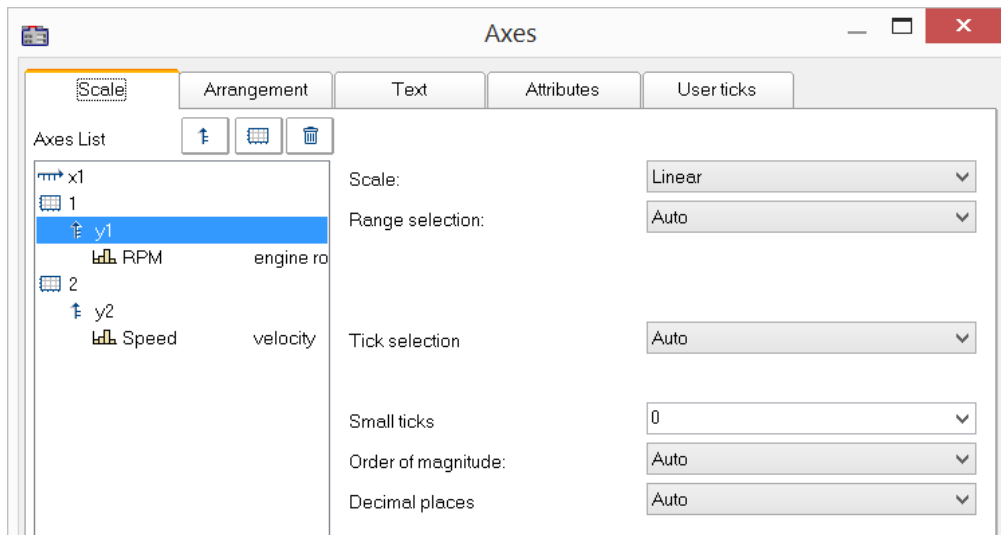 Axes
Scale Arrangement Text Attributes User ticks
Axes List
x1
Scale: Linear
1
Range selection: Auto
y1
RPM engine ro
2
y2
Speed velocity
Tick selection Auto
Small ticks 0
Order of magnitude: Auto
Decimal places Auto